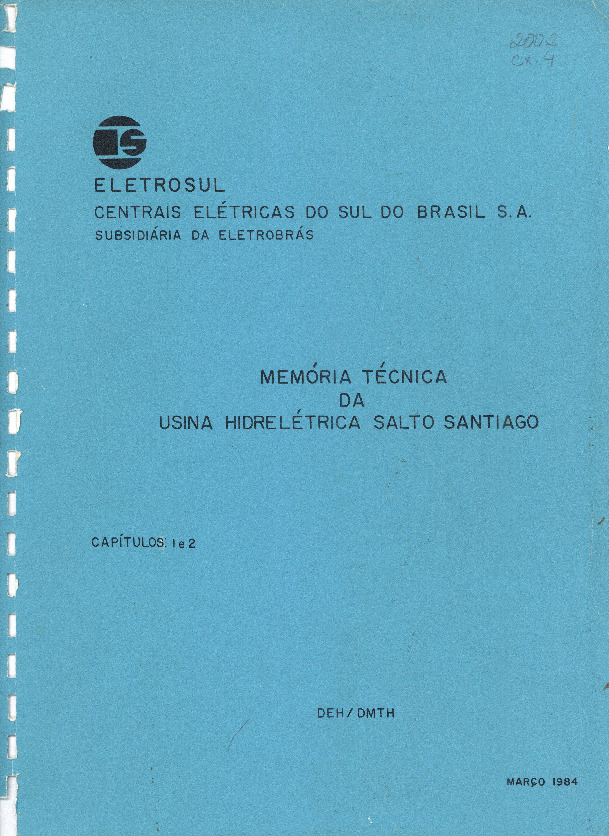 2002
cx. 4
ELETROSUL
CENTRAIS ELÉTRICAS DO SUL DO BRASIL S.A.
SUBSIDIÁRIA DA ELETROBRÁS
MEMÓRIA TÉCNICA
DA
USINA HIDRELÉTRICA SALTO SANTIAGO
CAPÍTULOS: 1 e 2
DEH/DMTH
MARÇO 1984